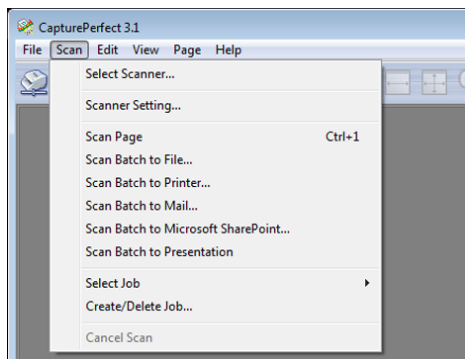 CapturePerfect 3.1
File Scan Edit View Page Help
Select Scanner...
Scanner Setting...
Scan Page Ctrl+1
Scan Batch to File...
Scan Batch to Printer...
Scan Batch to Mail...
Scan Batch to Microsoft SharePoint...
Scan Batch to Presentation
Select Job
Create/Delete Job...
Cancel Scan